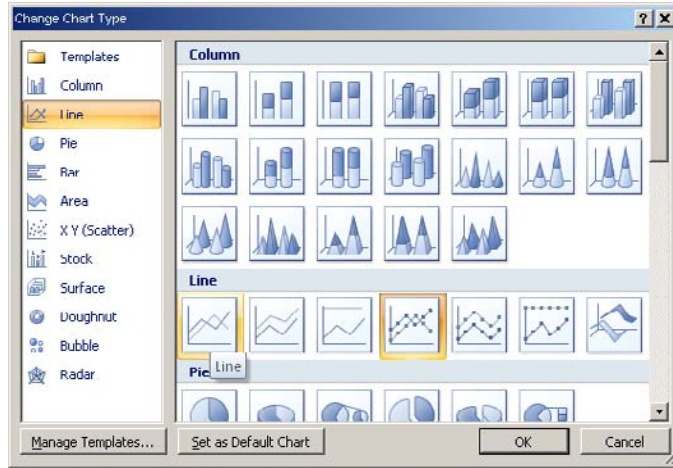 Change Chart Type
Templates
Column
Line
Pie
Bar
Area
X Y (Scatter)
Stock
Surface
Doughnut
Bubble
Radar
Column
Line
Line
Pie
Manage Templates...
Set as Default Chart
OK
Cancel